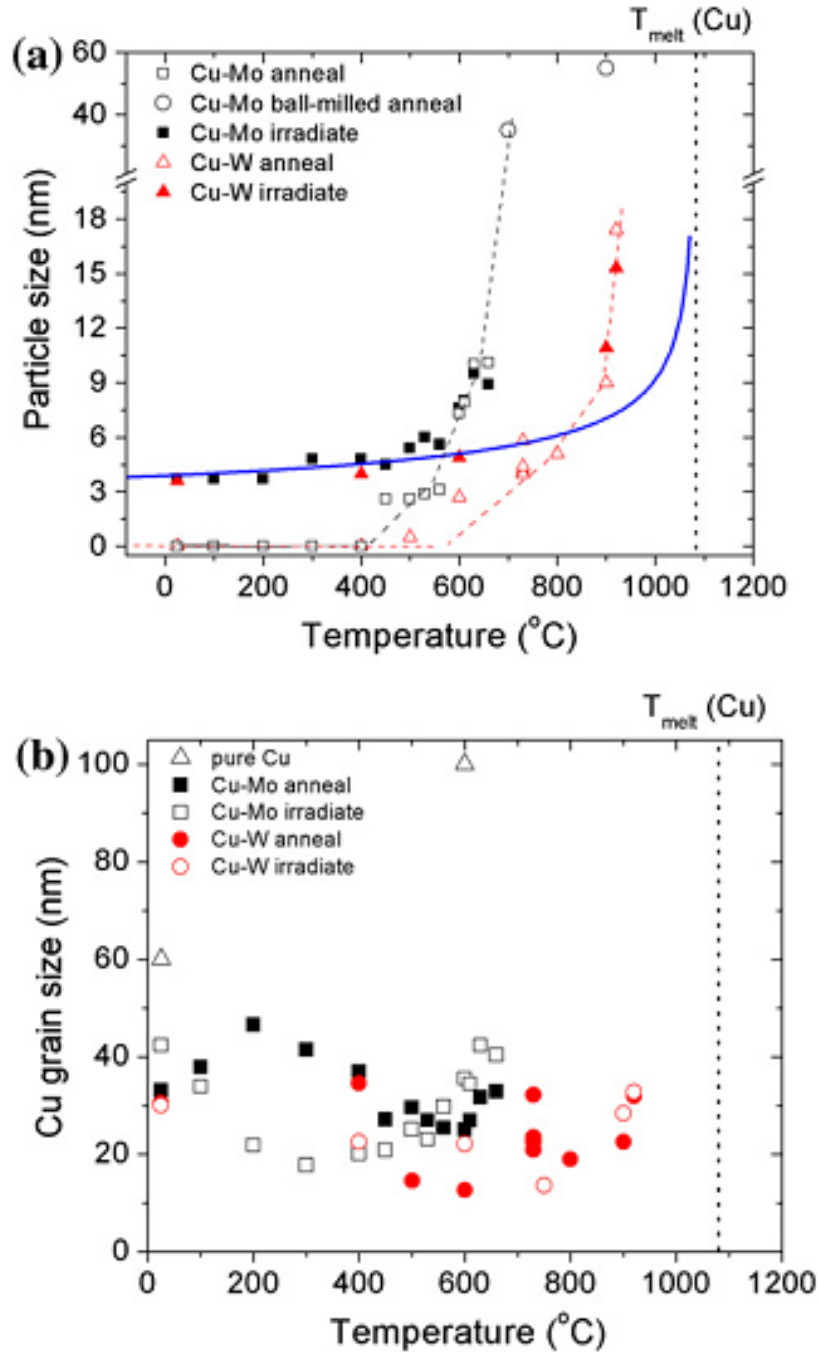 T_melt (Cu)
(a)
60
40
18
15
12
9
6
3
0
Particle size (nm)
Cu-Mo anneal
Cu-Mo ball-milled anneal
Cu-Mo irradiate
Cu-W anneal
Cu-W irradiate
0 200 400 600 800 1000 1200
Temperature (°C)
T_melt (Cu)
(b)
100
80
60
40
20
0
Cu grain size (nm)
pure Cu
Cu-Mo anneal
Cu-Mo irradiate
Cu-W anneal
Cu-W irradiate
0 200 400 600 800 1000 1200
Temperature (°C)